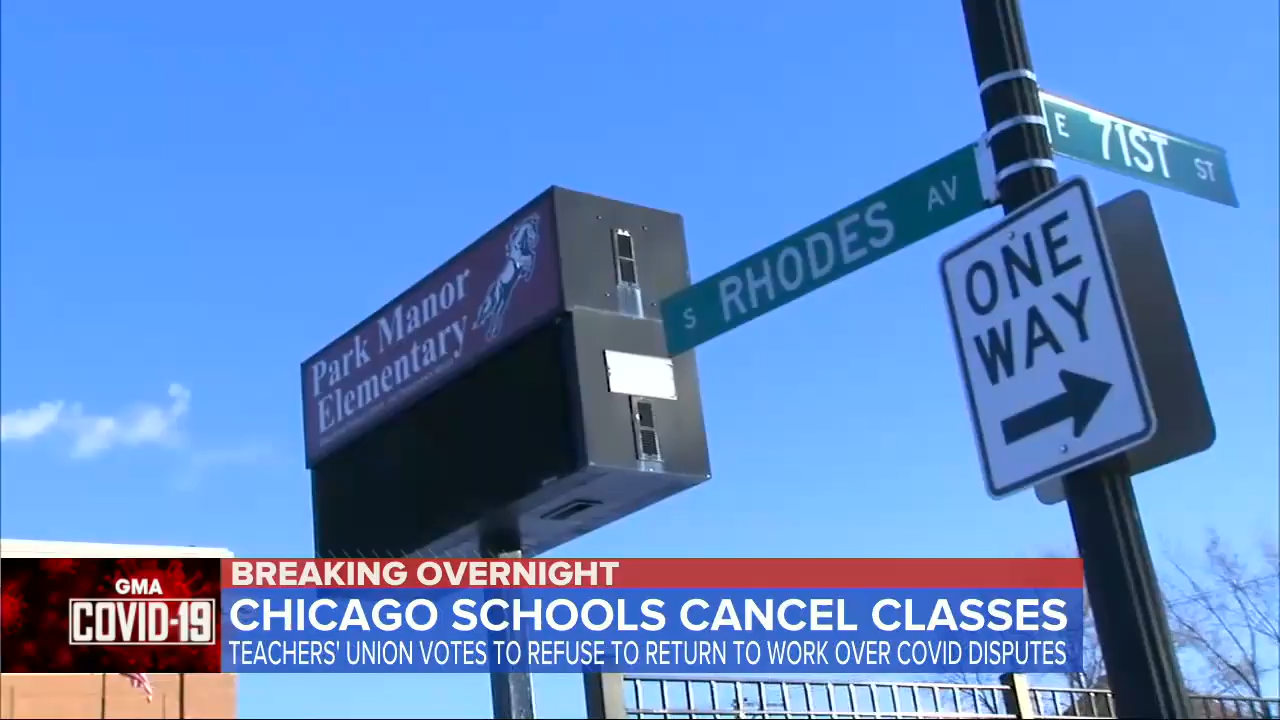 Park Manor
Elementary
S RHODES AV
E 71ST ST
ONE
WAY
BREAKING OVERNIGHT
GMA
COVID-19
CHICAGO SCHOOLS CANCEL CLASSES
TEACHERS' UNION VOTES TO REFUSE TO RETURN TO WORK OVER COVID DISPUTES